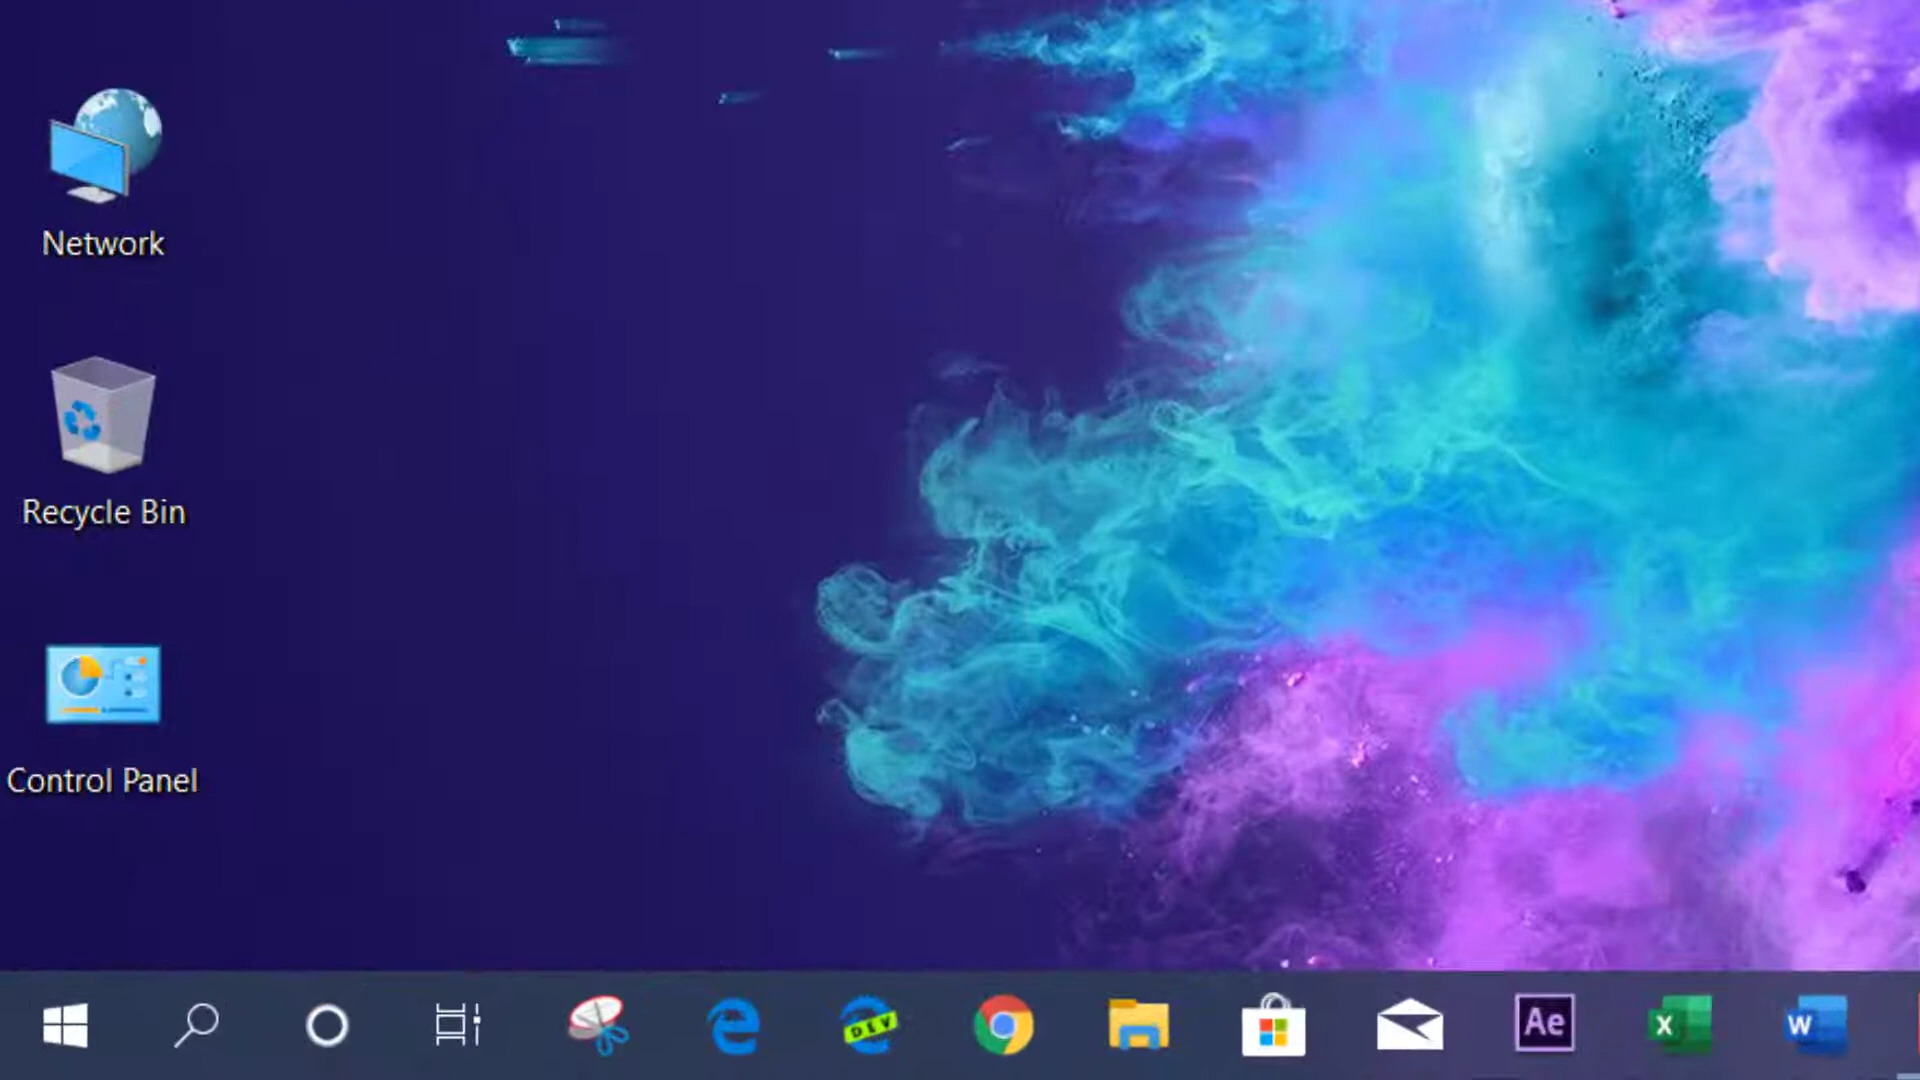 Network
Recycle Bin
Control Panel
DEV
Ae
X
W